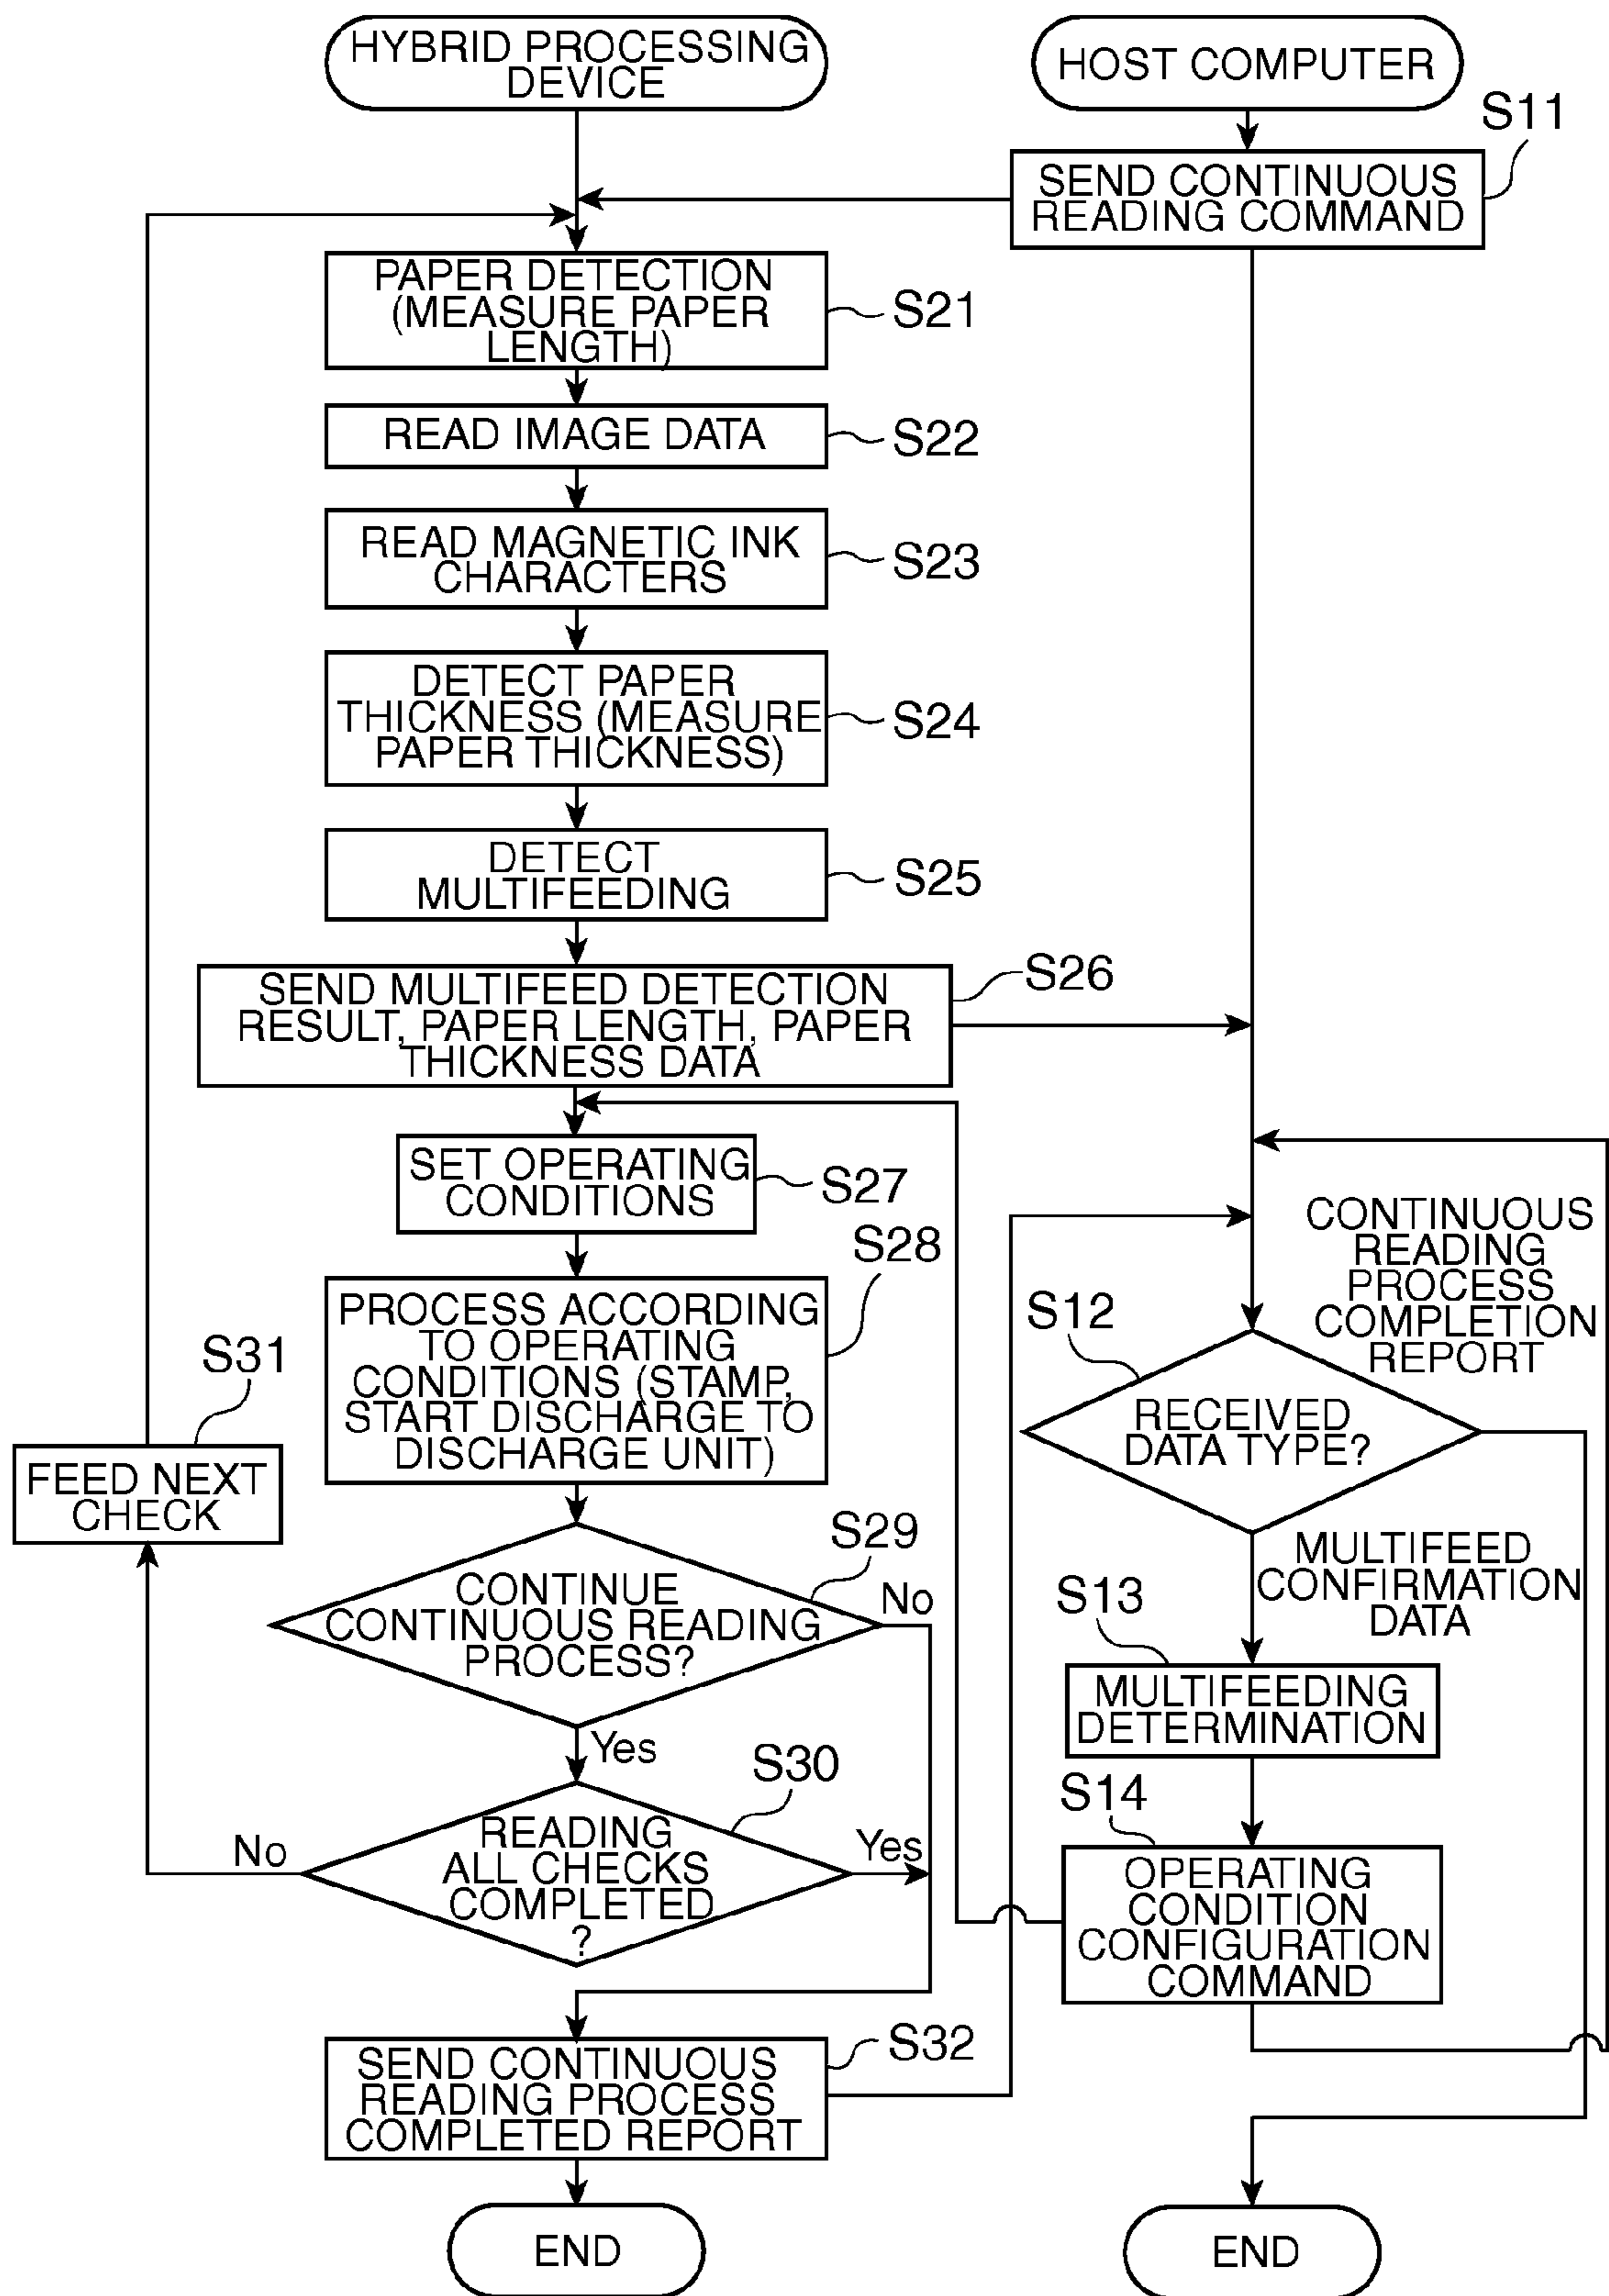 HYBRID PROCESSING
DEVICE
HOST COMPUTER
S11
SEND CONTINUOUS
READING COMMAND
PAPER DETECTION
(MEASURE PAPER
LENGTH)
S21
READ IMAGE DATA
S22
READ MAGNETIC INK
CHARACTERS
S23
DETECT PAPER
THICKNESS (MEASURE
PAPER THICKNESS)
S24
DETECT
MULTIFEEDING
S25
SEND MULTIFEED DETECTION
RESULT, PAPER LENGTH, PAPER
THICKNESS DATA
S26
SET OPERATING
CONDITIONS
S27
S28
PROCESS ACCORDING
TO OPERATING
CONDITIONS (STAMP,
START DISCHARGE TO
DISCHARGE UNIT)
CONTINUOUS
READING
PROCESS
COMPLETION
REPORT
S12
RECEIVED
DATA TYPE?
S31
FEED NEXT
CHECK
S29
CONTINUE
CONTINUOUS READING
PROCESS?
No
Yes
MULTIFEED
CONFIRMATION
DATA
S13
MULTIFEEDING
DETERMINATION
S30
READING
ALL CHECKS
COMPLETED
?
No
Yes
S14
OPERATING
CONDITION
CONFIGURATION
COMMAND
S32
SEND CONTINUOUS
READING PROCESS
COMPLETED REPORT
END
END